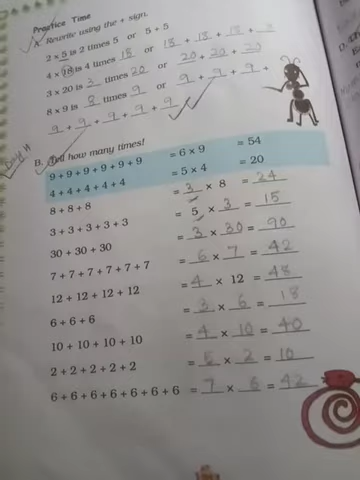 Practice Time
A. Rewrite using the + sign.
2 × 5 is 2 times 5 or 5 + 5
4 × 18 is 4 times 18 or 18 + 18 + 18 +
3 × 20 is 3 times 20 or 20 + 20 + 20
8 × 9 is 8 times 9 or 9 + 9 + 9 +
9 + 9 + 9 + 9 + 9
B. Tell how many times!
9 + 9 + 9 + 9 + 9 + 9 = 6 × 9 = 54
4 + 4 + 4 + 4 + 4 = 5 × 4 = 20
8 + 8 + 8 = 3 × 8 = 24
3 + 3 + 3 + 3 + 3 = 5 × 3 = 15
30 + 30 + 30 = 3 × 30 = 90
7 + 7 + 7 + 7 + 7 + 7 = 6 × 7 = 42
12 + 12 + 12 + 12 = 4 × 12 = 48
6 + 6 + 6 = 3 × 6 = 18
10 + 10 + 10 + 10 = 4 × 10 = 40
2 + 2 + 2 + 2 + 2 = 5 × 2 = 10
6 + 6 + 6 + 6 + 6 + 6 + 6 = 7 × 6 = 42